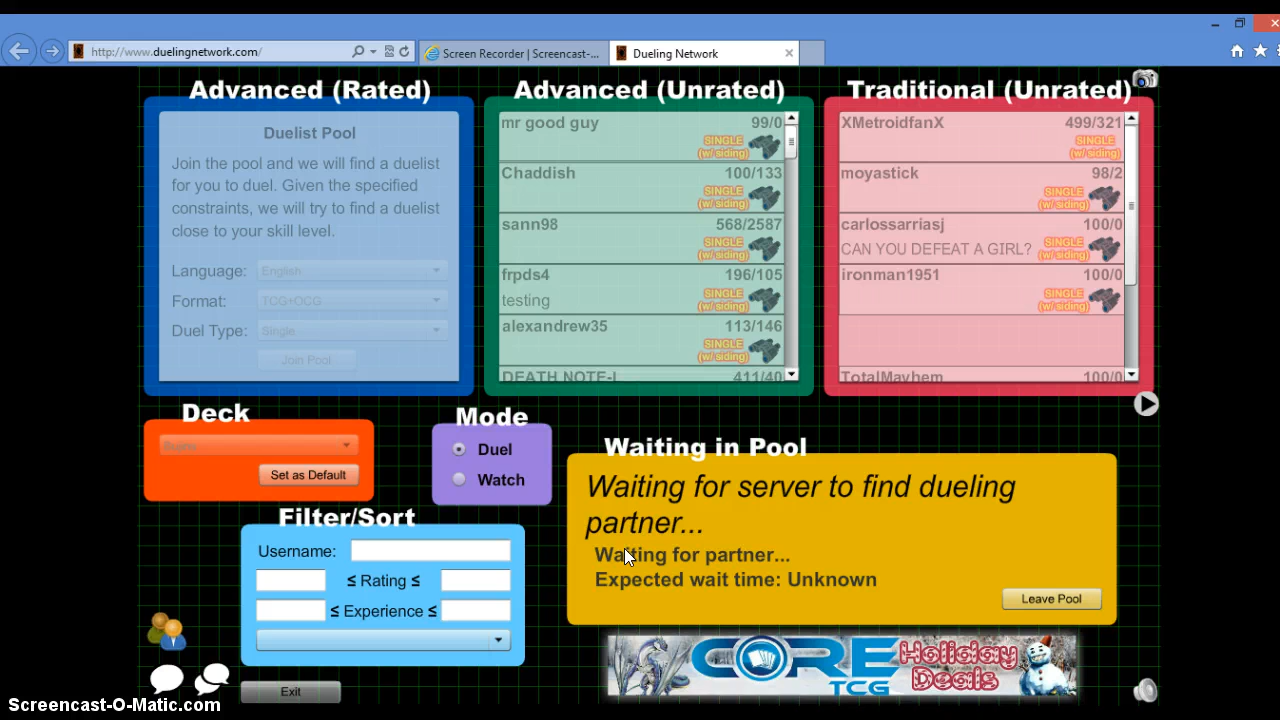 http://www.duelingnetwork.com/
Screen Recorder | Screencast-...
Dueling Network
Advanced (Rated)
Duelist Pool
Join the pool and we will find a duelist
for you to duel. Given the specified
constraints, we will try to find a duelist
close to your skill level.
Language: English
Format: TCG+OCG
Duel Type: Single
Join Pool
Advanced (Unrated)
mr good guy 99/0
SINGLE
(w/ siding)
Chaddish 100/133
SINGLE
(w/ siding)
sann98 568/2587
SINGLE
(w/ siding)
frpds4 196/105
testing SINGLE
(w/ siding)
alexandrew35 113/146
SINGLE
(w/ siding)
DEATH NOTE-L 411/40
Traditional (Unrated)
XMetroidfanX 499/321
SINGLE
(w/ siding)
moyastick 98/2
SINGLE
(w/ siding)
carlossarriasj 100/0
CAN YOU DEFEAT A GIRL? SINGLE
(w/ siding)
ironman1951 100/0
SINGLE
(w/ siding)
TotalMayhem 100/0
Deck
Set as Default
Mode
Duel
Watch
Filter/Sort
Username:
≤ Rating ≤
≤ Experience ≤
Waiting in Pool
Waiting for server to find dueling
partner...
Waiting for partner...
Expected wait time: Unknown
Leave Pool
CORE
TCG
Holiday
Deals
Exit
Screencast-O-Matic.com